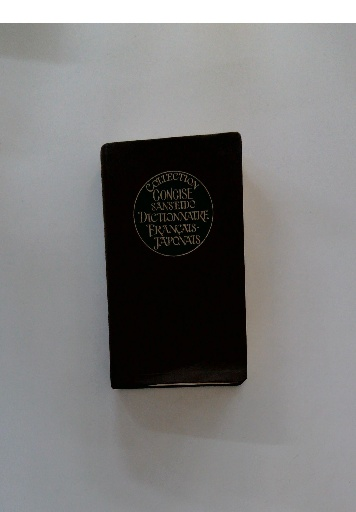 COLLECTION
CONCISE
SANSEIDO
DICTIONNAIRE
FRANÇAIS-
JAPONAIS